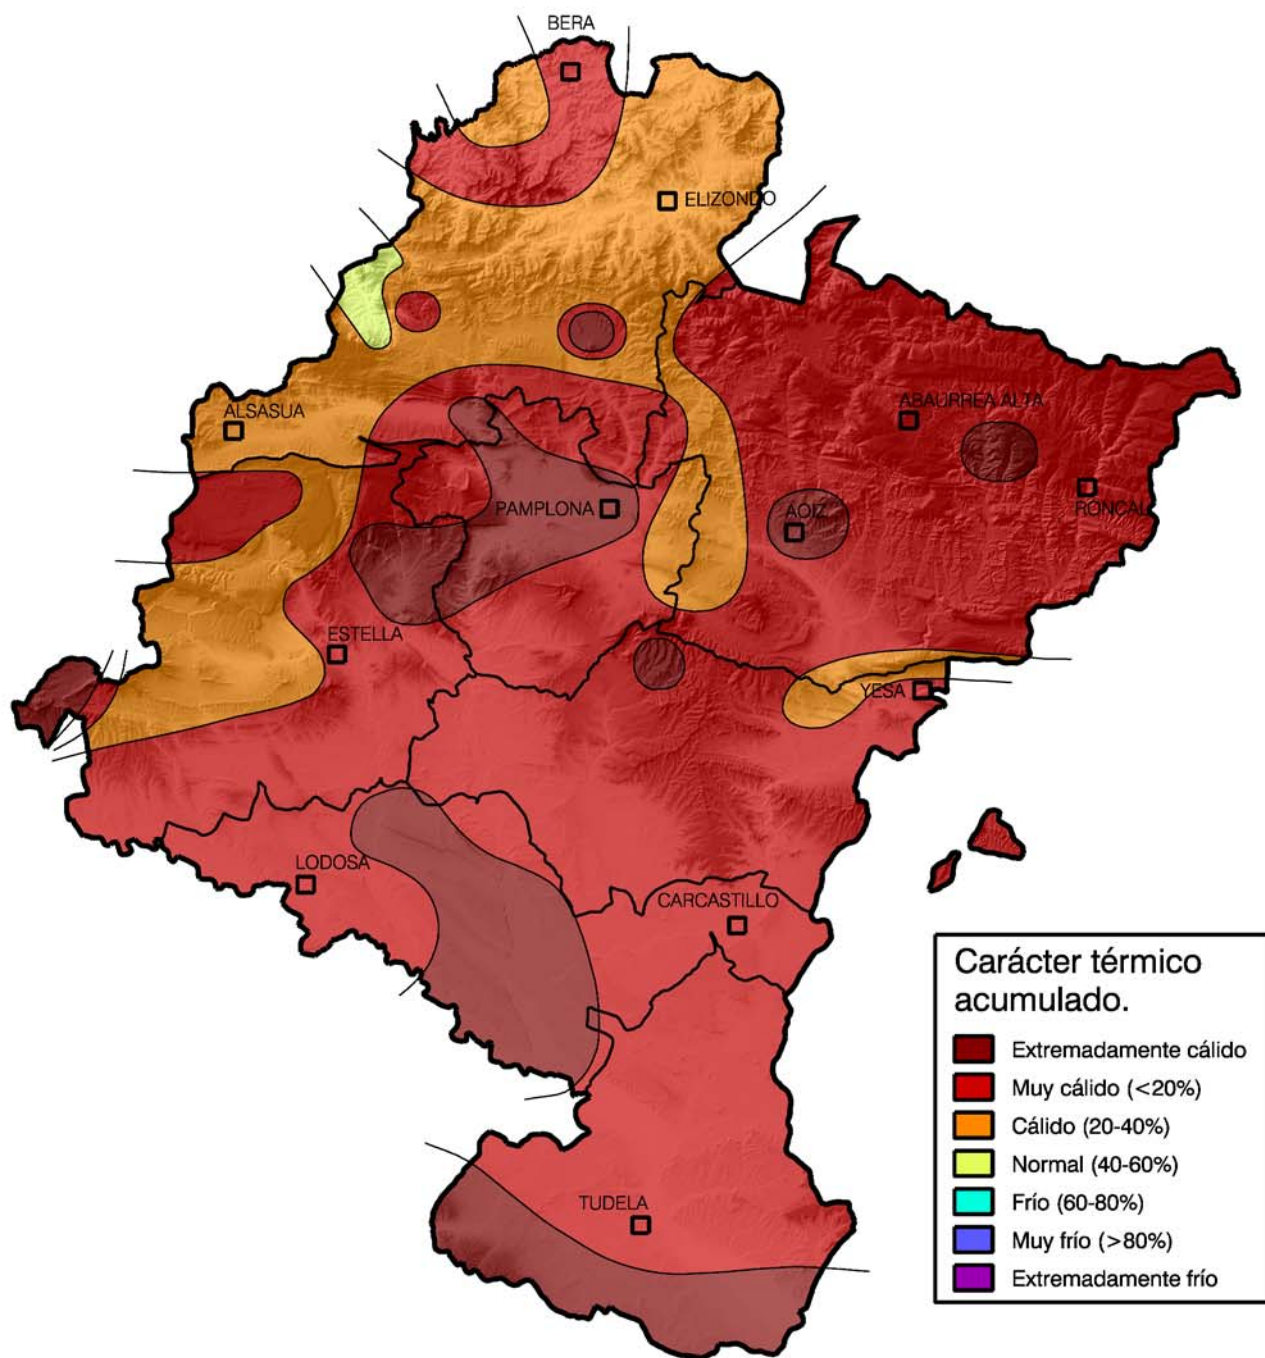 BERA
ELIZONDO
ALSASUA
ABAURREA ALTA
PAMPLONA
AOIZ
RONCAL
ESTELLA
YESA
LODOSA
CARCASTILLO
TUDELA
Carácter térmico
acumulado.
Extremadamente cálido
Muy cálido (<20%)
Cálido (20-40%)
Normal (40-60%)
Frío (60-80%)
Muy frío (>80%)
Extremadamente frío